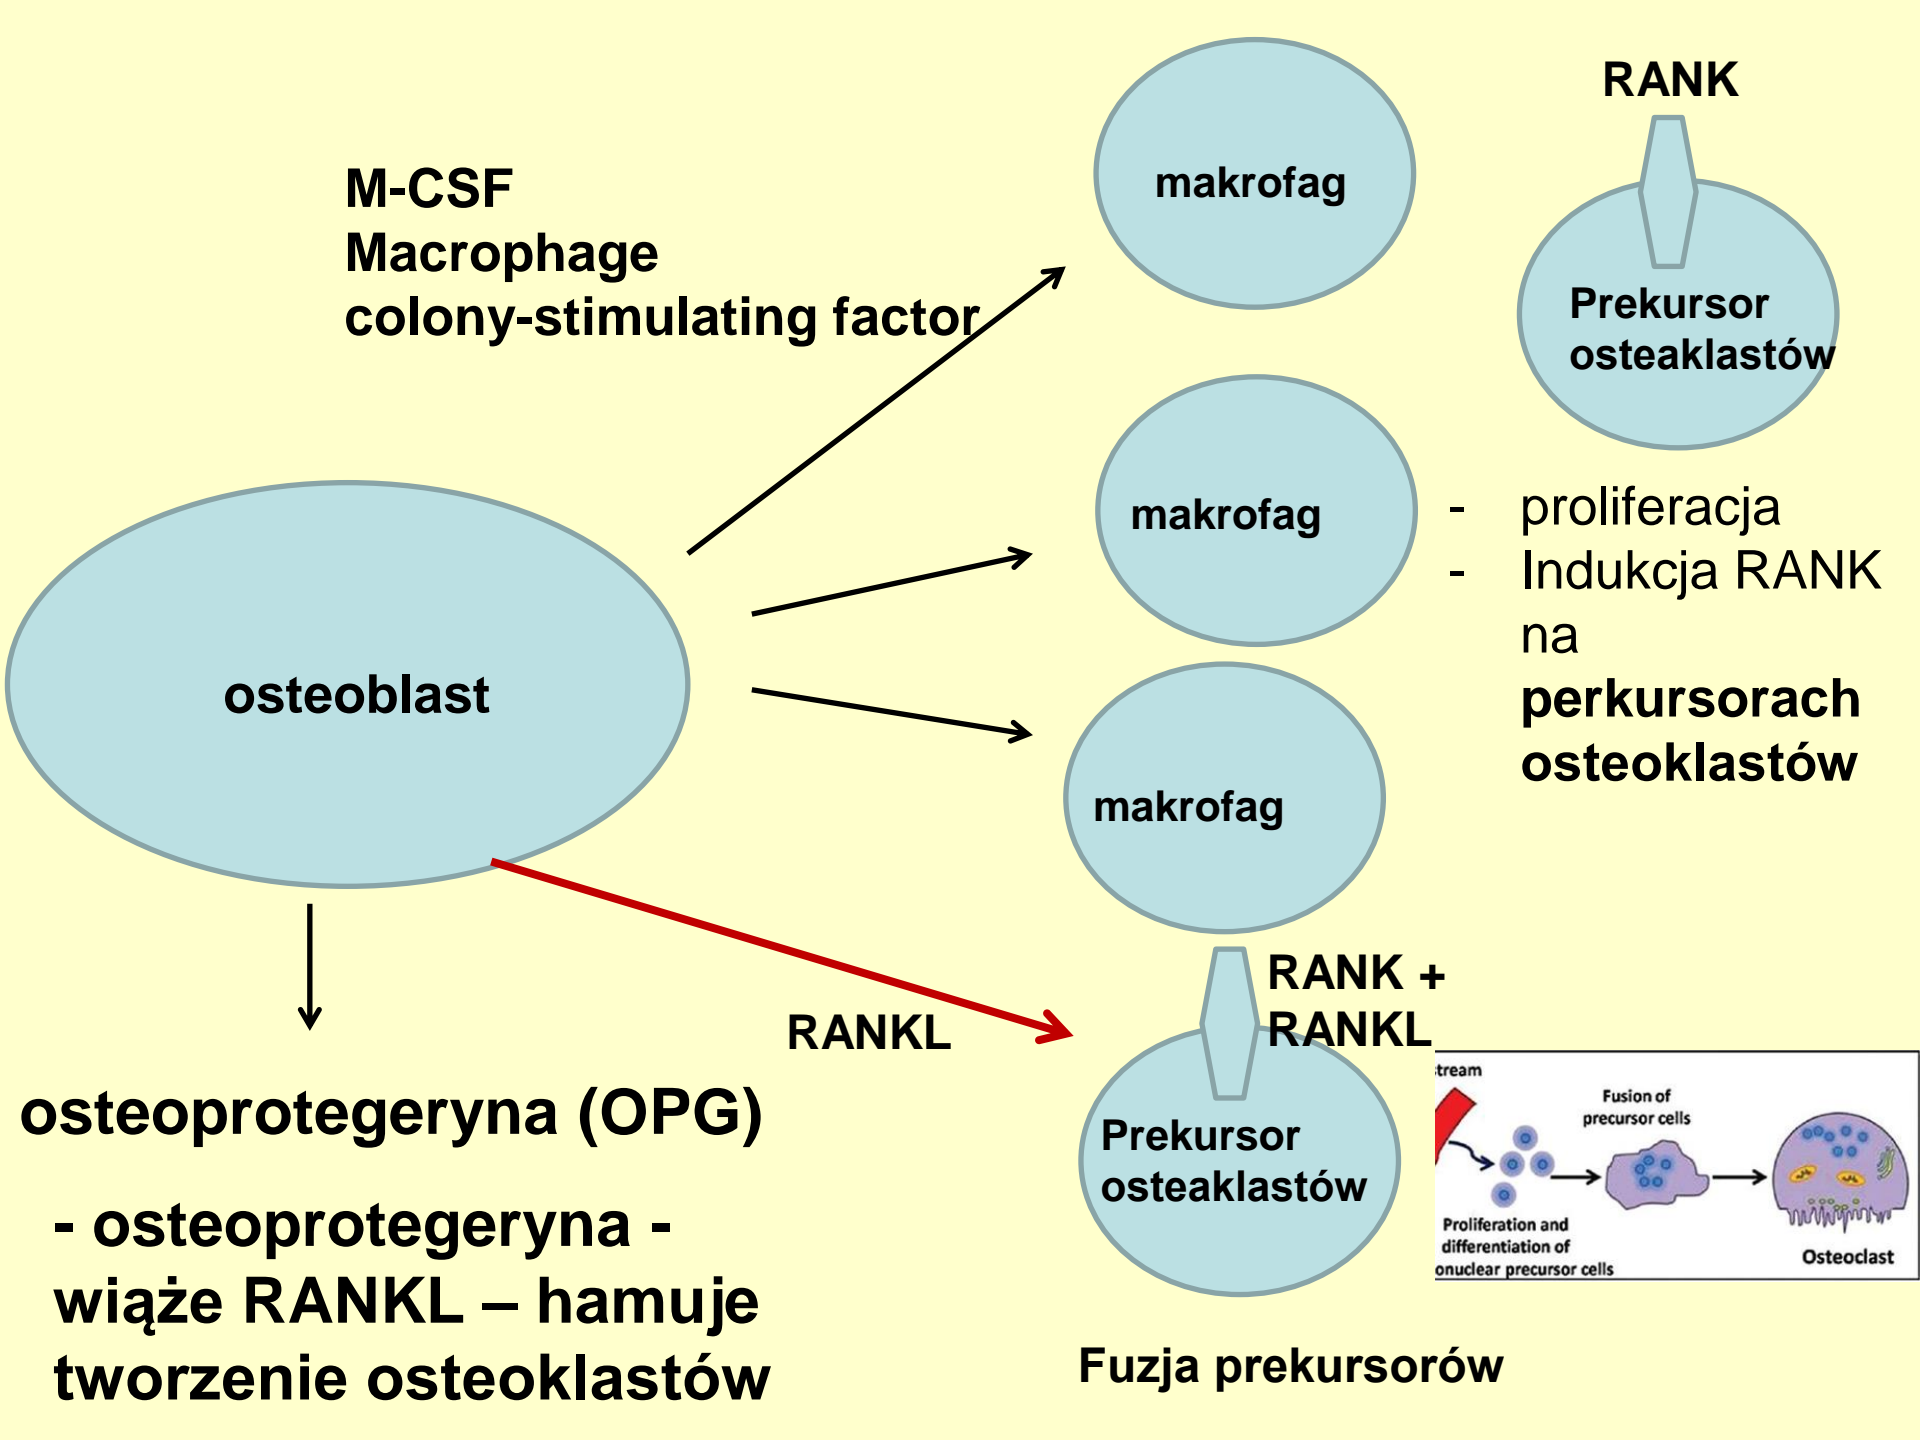 M-CSF
Macrophage
colony-stimulating factor
makrofag
RANK
Prekursor
osteaklastów
makrofag
- proliferacja
- Indukcja RANK
na
perkursorach
osteoklastów
osteoblast
makrofag
RANKL
RANK +
RANKL
Prekursor
osteaklastów
Fuzja prekursorów
osteoprotegeryna (OPG)
- osteoprotegeryna -
wiąże RANKL – hamuje
tworzenie osteoklastów
tream
Fusion of
precursor cells
Proliferation and
differentiation of
onuclear precursor cells
Osteoclast